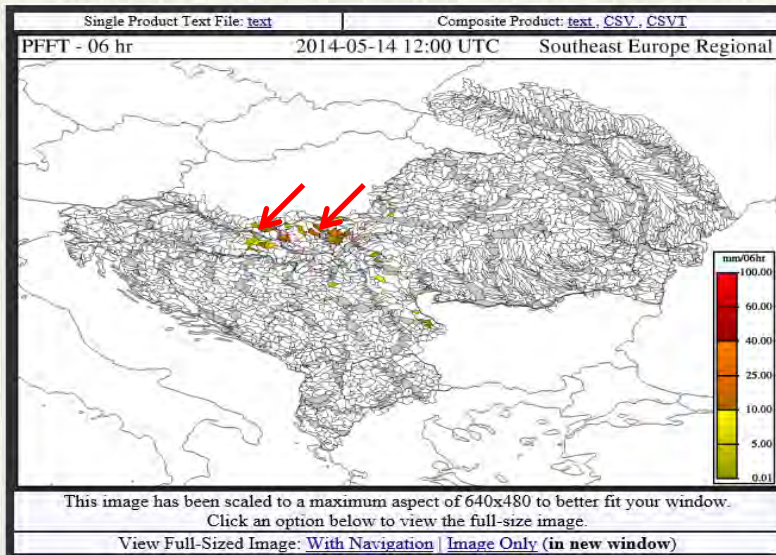 Single Product Text File: text
Composite Product: text , CSV , CSVT
PFFT - 06 hr 2014-05-14 12:00 UTC Southeast Europe Regional
mm/06hr
100.00
60.00
40.00
25.00
10.00
5.00
0.01
This image has been scaled to a maximum aspect of 640x480 to better fit your window.
Click an option below to view the full-size image.
View Full-Sized Image: With Navigation | Image Only (in new window)